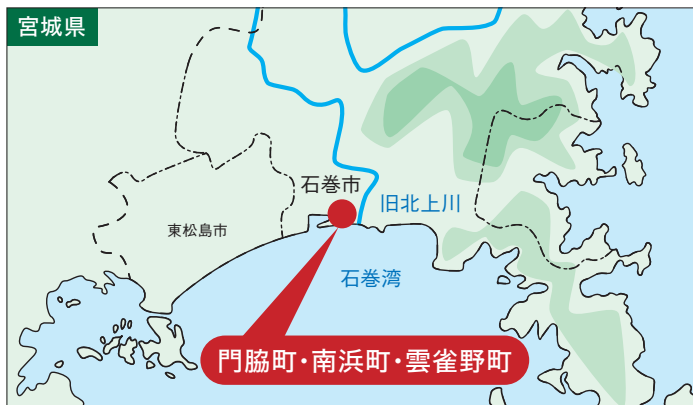 宮城県
石巻市
旧北上川
東松島市
石巻湾
門脇町・南浜町・雲雀野町